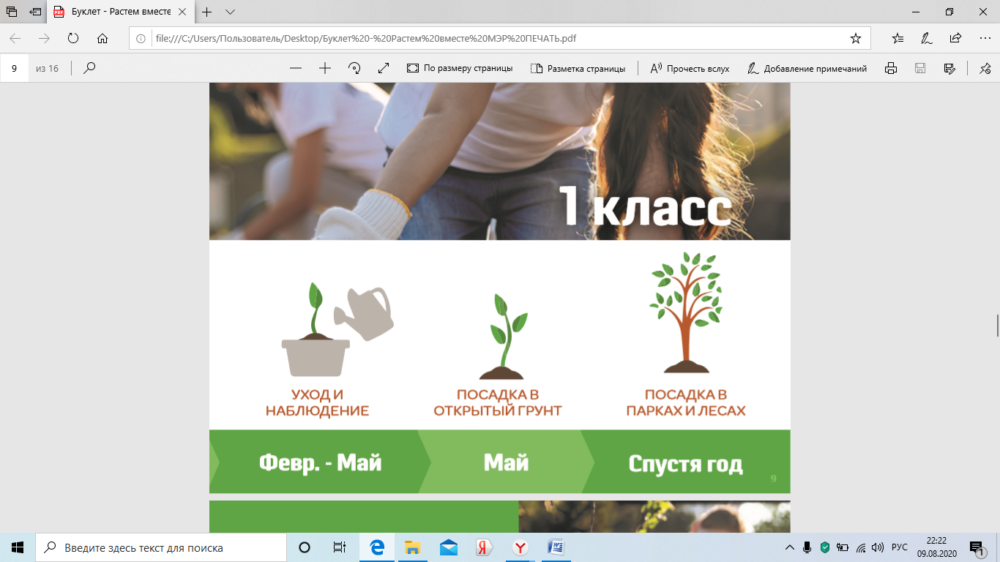 Буклет - Растем вместе
file:///C:/Users/Пользователь/Desktop/Буклет%20-%20Растем%20вместе%20МЭР%20ПЕЧАТЬ.pdf
9 из 16
По размеру страницы
Разметка страницы
Прочесть вслух
Добавление примечаний
1 класс
УХОД И
НАБЛЮДЕНИЕ
ПОСАДКА В
ОТКРЫТЫЙ ГРУНТ
ПОСАДКА В
ПАРКАХ И ЛЕСАХ
Февр. - Май
Май
Спустя год
9
Введите здесь текст для поиска
РУС
22:22
09.08.2020
1